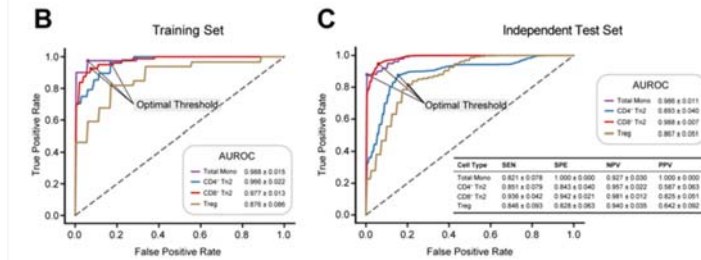 B
Training Set
True Positive Rate
1.0
0.8
0.6
0.4
0.2
0.0
Optimal Threshold
AUROC
Total Mono 0.988 ± 0.015
CD4⁺ Tn2 0.966 ± 0.022
CD8⁺ Tn2 0.977 ± 0.013
Treg 0.876 ± 0.086
0.0 0.2 0.4 0.6 0.8 1.0
False Positive Rate
C
Independent Test Set
True Positive Rate
1.0
0.8
0.6
0.4
0.2
0.0
Optimal Threshold
AUROC
Total Mono 0.986 ± 0.011
CD4⁺ Tn2 0.893 ± 0.040
CD8⁺ Tn2 0.988 ± 0.007
Treg 0.867 ± 0.051
Cell Type SEN SPE NPV PPV
Total Mono 0.821 ± 0.078 1.000 ± 0.000 0.927 ± 0.030 1.000 ± 0.000
CD4⁺ Tn2 0.851 ± 0.079 0.843 ± 0.040 0.957 ± 0.022 0.587 ± 0.063
CD8⁺ Tn2 0.936 ± 0.042 0.942 ± 0.021 0.981 ± 0.012 0.825 ± 0.051
Treg 0.846 ± 0.093 0.828 ± 0.063 0.940 ± 0.035 0.642 ± 0.092
0.0 0.2 0.4 0.6 0.8 1.0
False Positive Rate